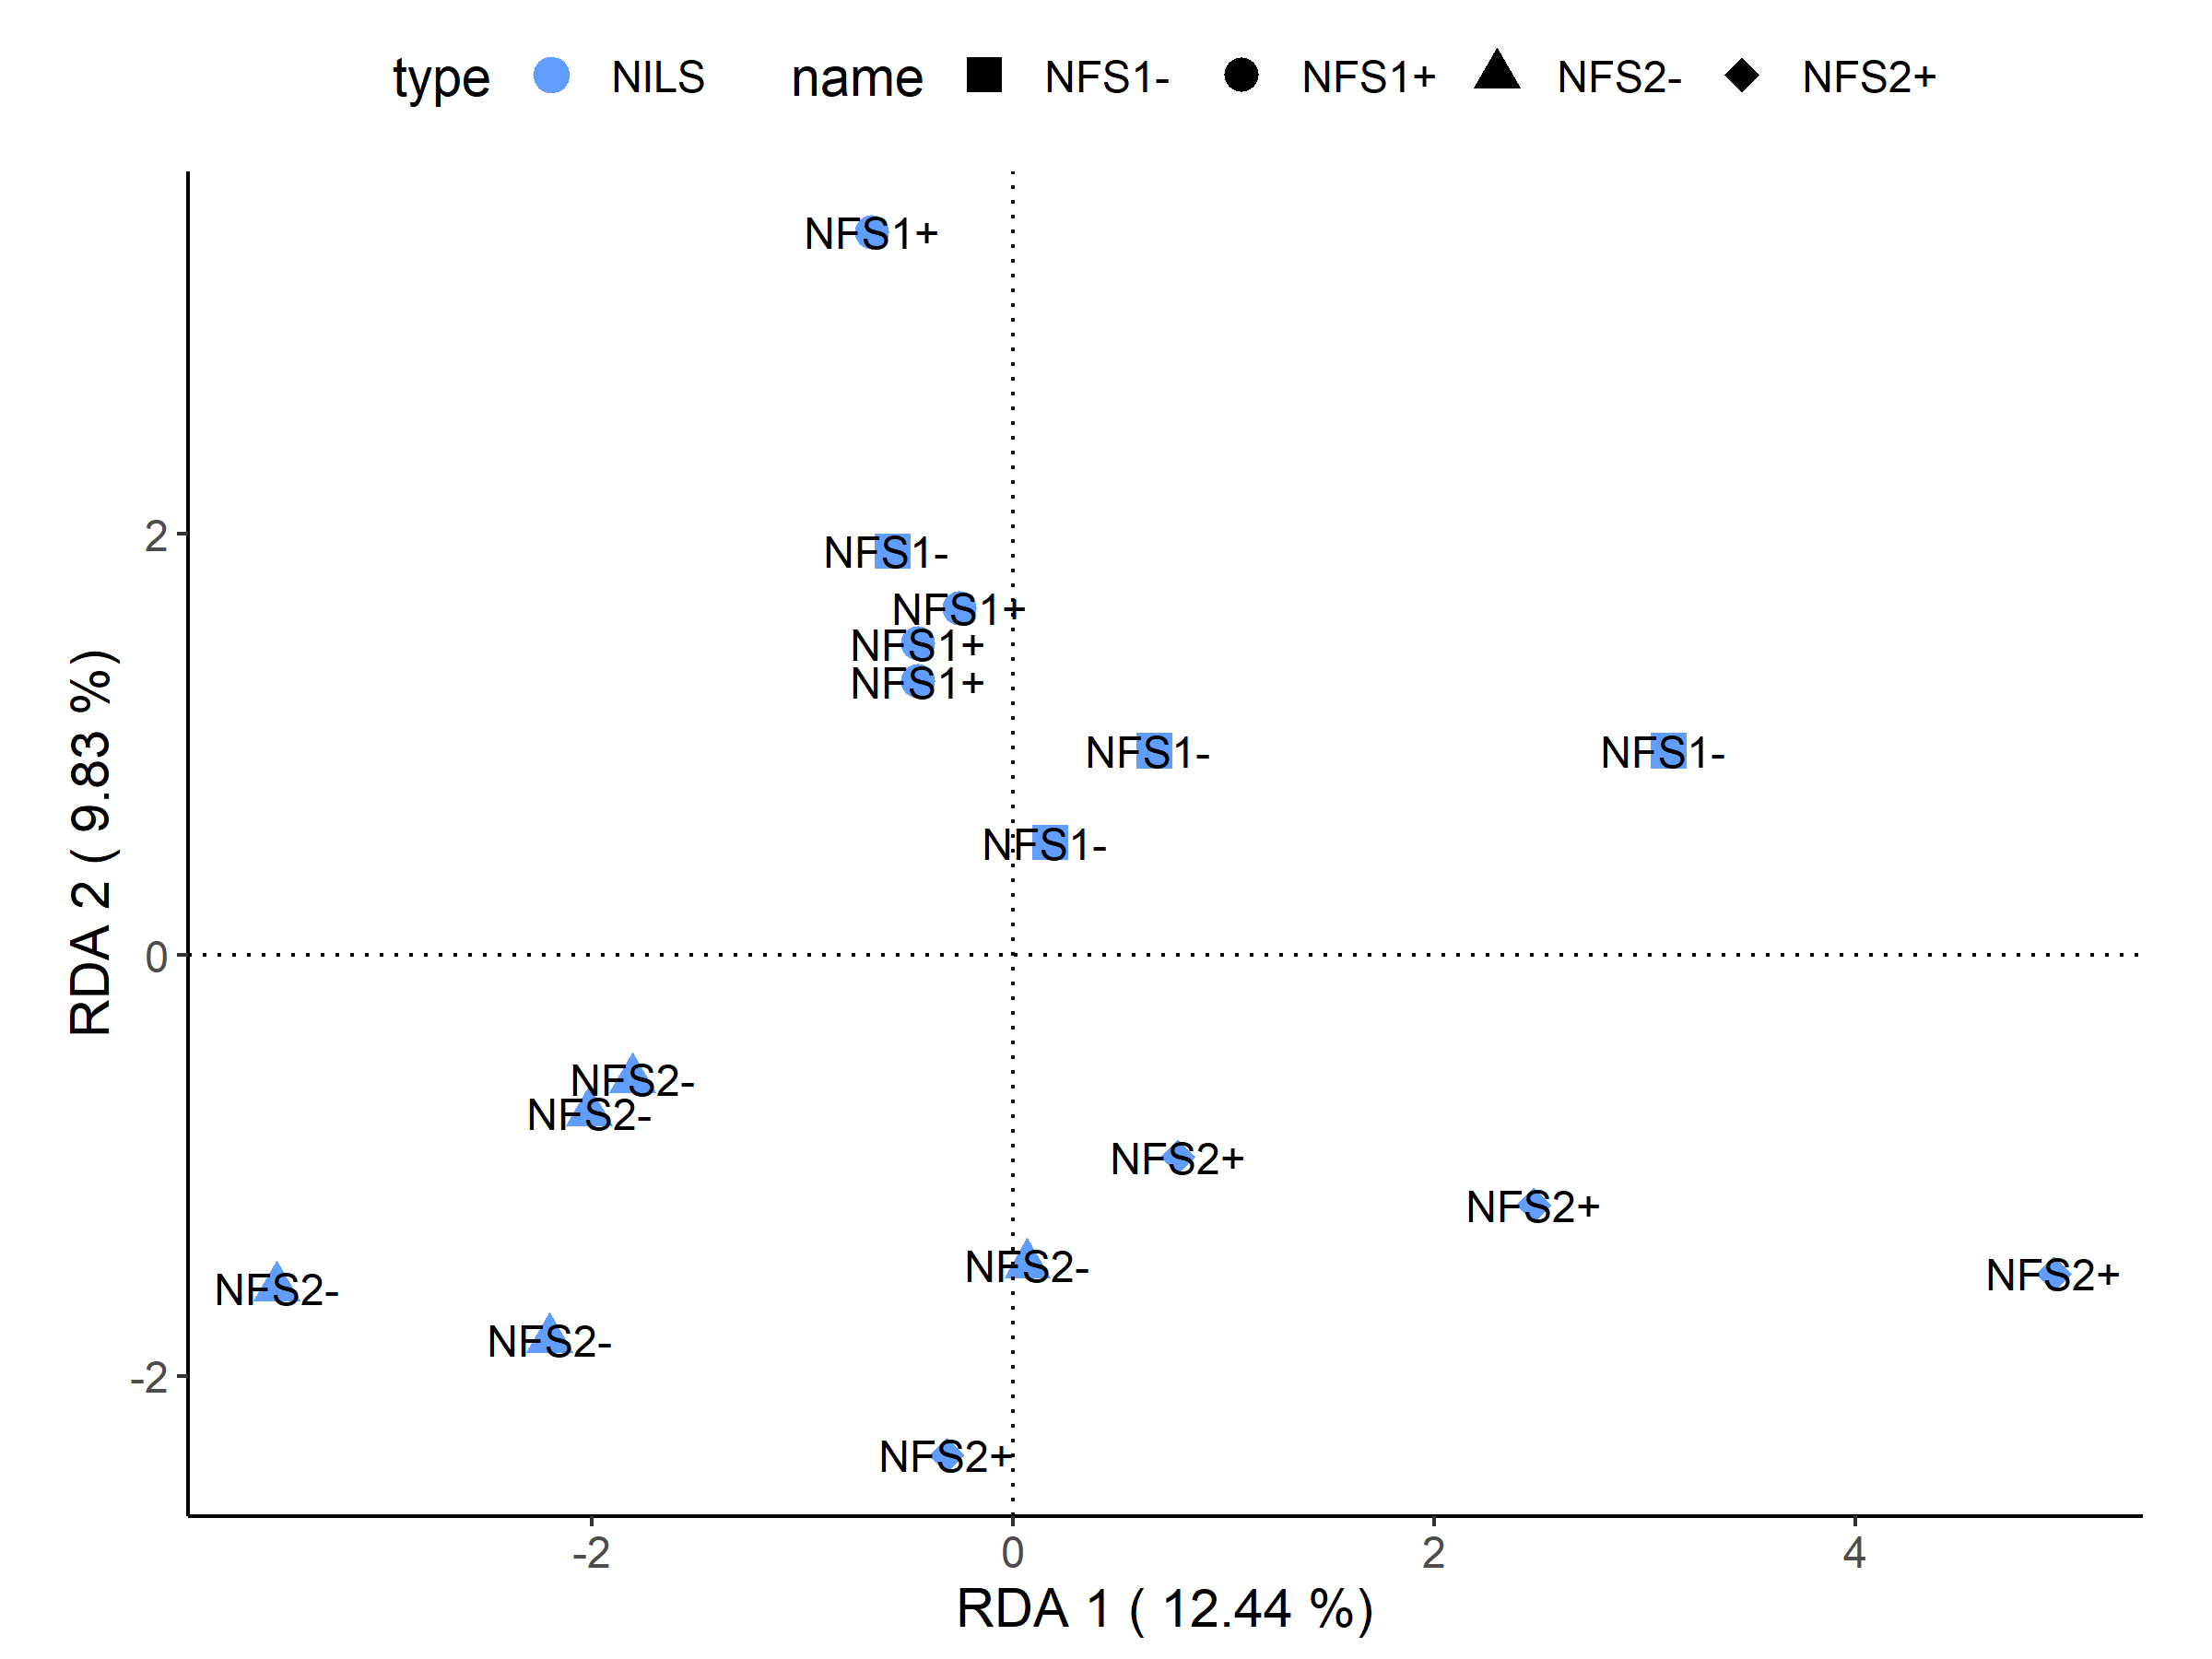 type NILS name NFS1- NFS1+ NFS2- NFS2+
NFS1+
2
NFS1-
NFS1+
NFS1+
NFS1+
NFS1- NFS1-
NFS1-
RDA 2 ( 9.83 %)
0
NFS2-
NFS2-
NFS2+
NFS2+
NFS2-
NFS2+
NFS2-
NFS2-
-2
NFS2+
-2 0 2 4
RDA 1 ( 12.44 %)